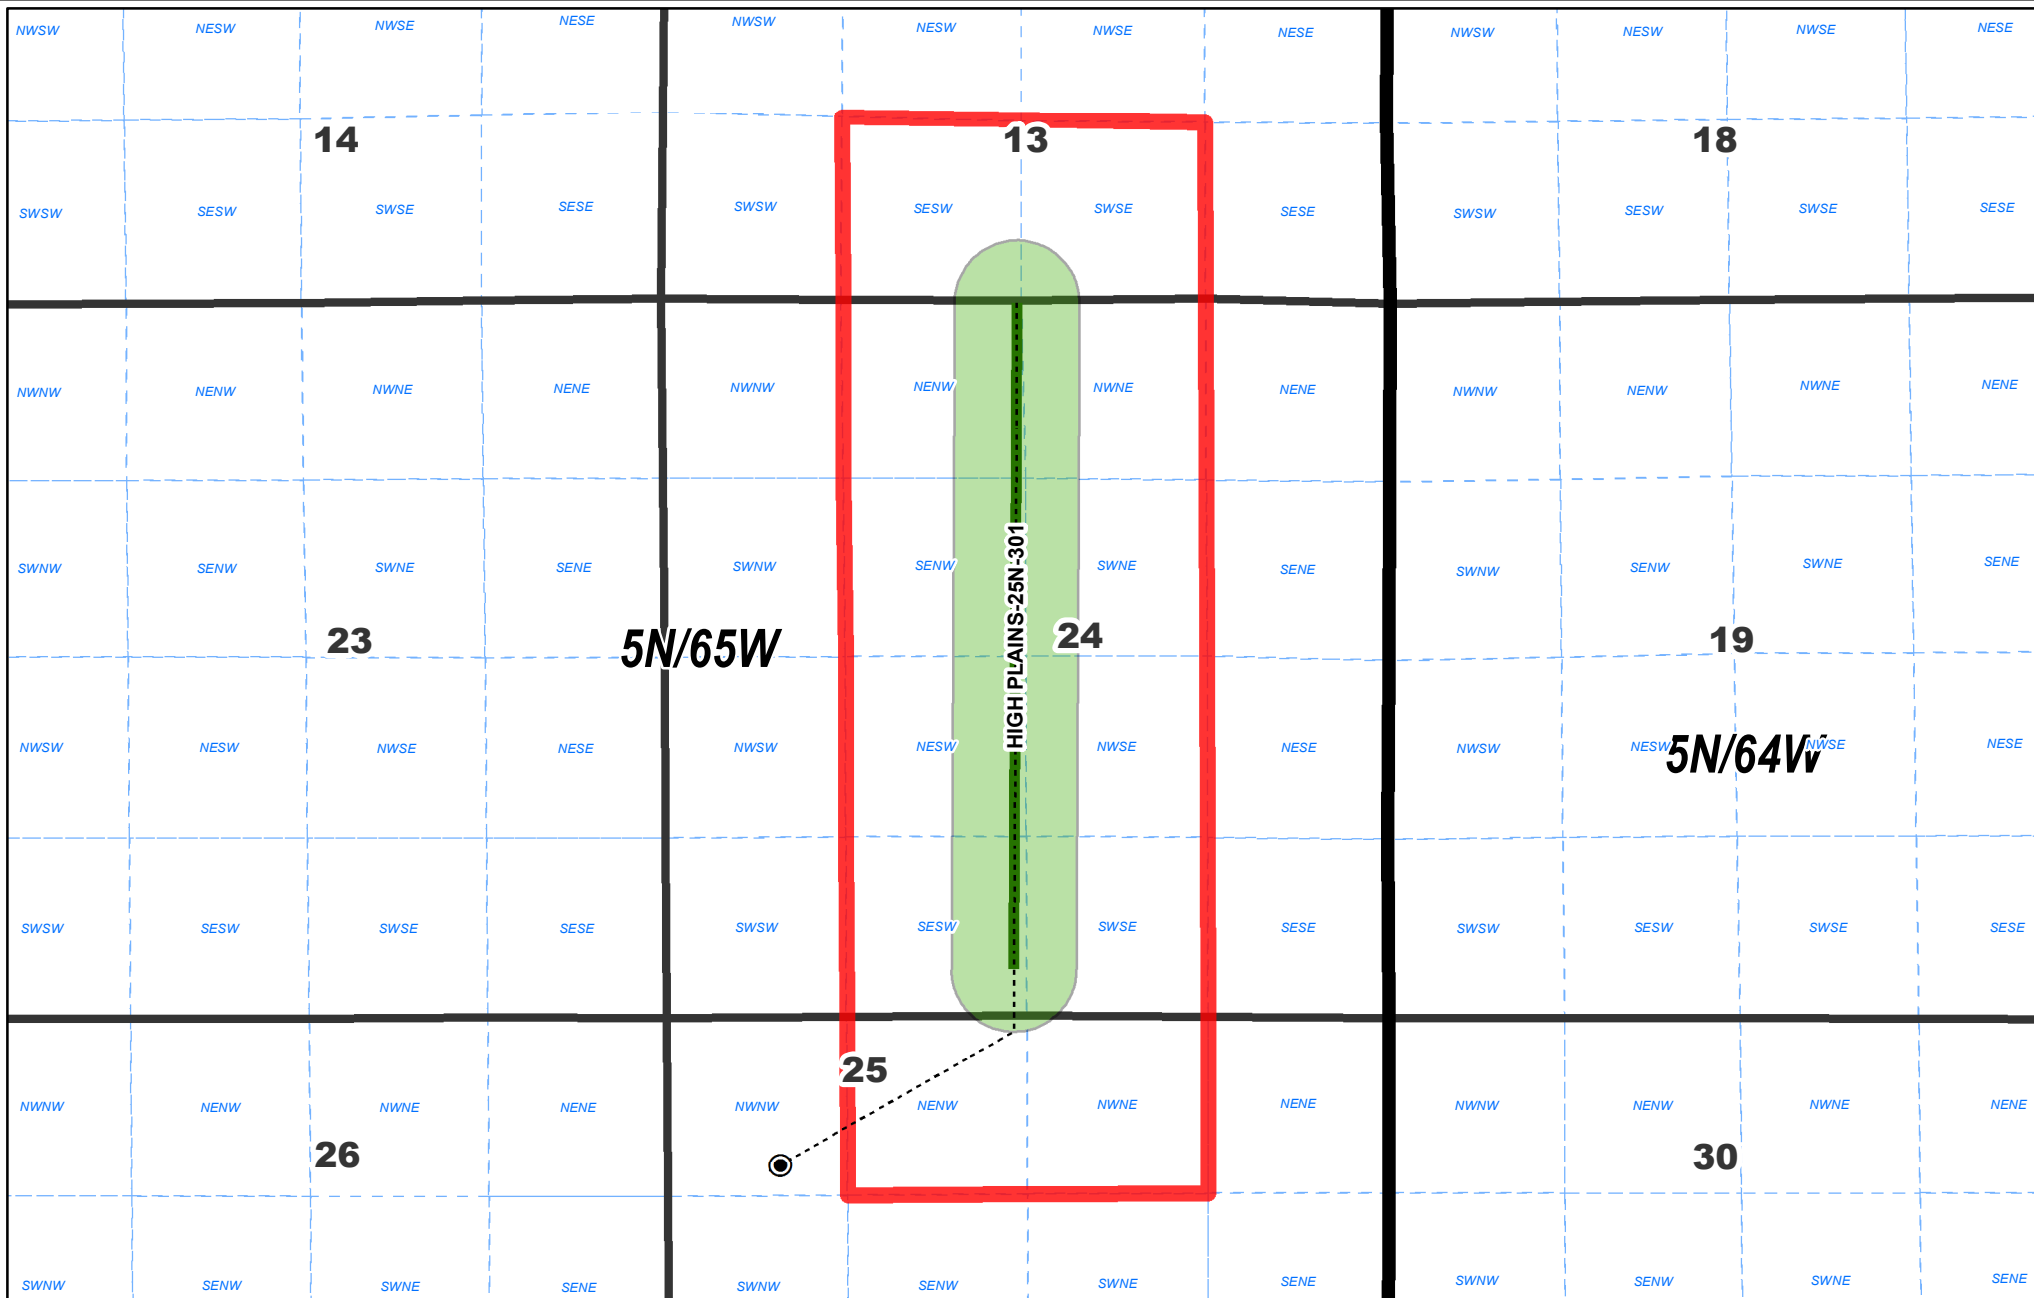 NWSW NESW NWSE NESE NWSW NESW NWSE NESE NWSW NESW NWSE NESE
14 13 18
SWSW SESW SWSE SESE SWSW SESW SWSE SESE SWSW SESW SWSE SESE
NWNW NENW NWNE NENE NWNW NENW NWNE NENE NWNW NENW NWNE NENE
SWNW SENW SWNE SENE SWNW SENW SWNE SENE SWNW SENW SWNE SENE
HIGH PLAINS-25N-301
23 5N/65W 24 19
NWSW NESW NWSE NESE NWSW NESW NWSE NESE NWSW NESW NWSE NESE
5N/64W
SWSW SESW SWSE SESE SWSW SESW SWSE SESE SWSW SESW SWSE SESE
25
NWNW NENW NWNE NENE NWNW NENW NWNE NENE NWNW NENW NWNE NENE
26 30
SWNW SENW SWNE SENE SWNW SENW SWNE SENE SWNW SENW SWNE SENE